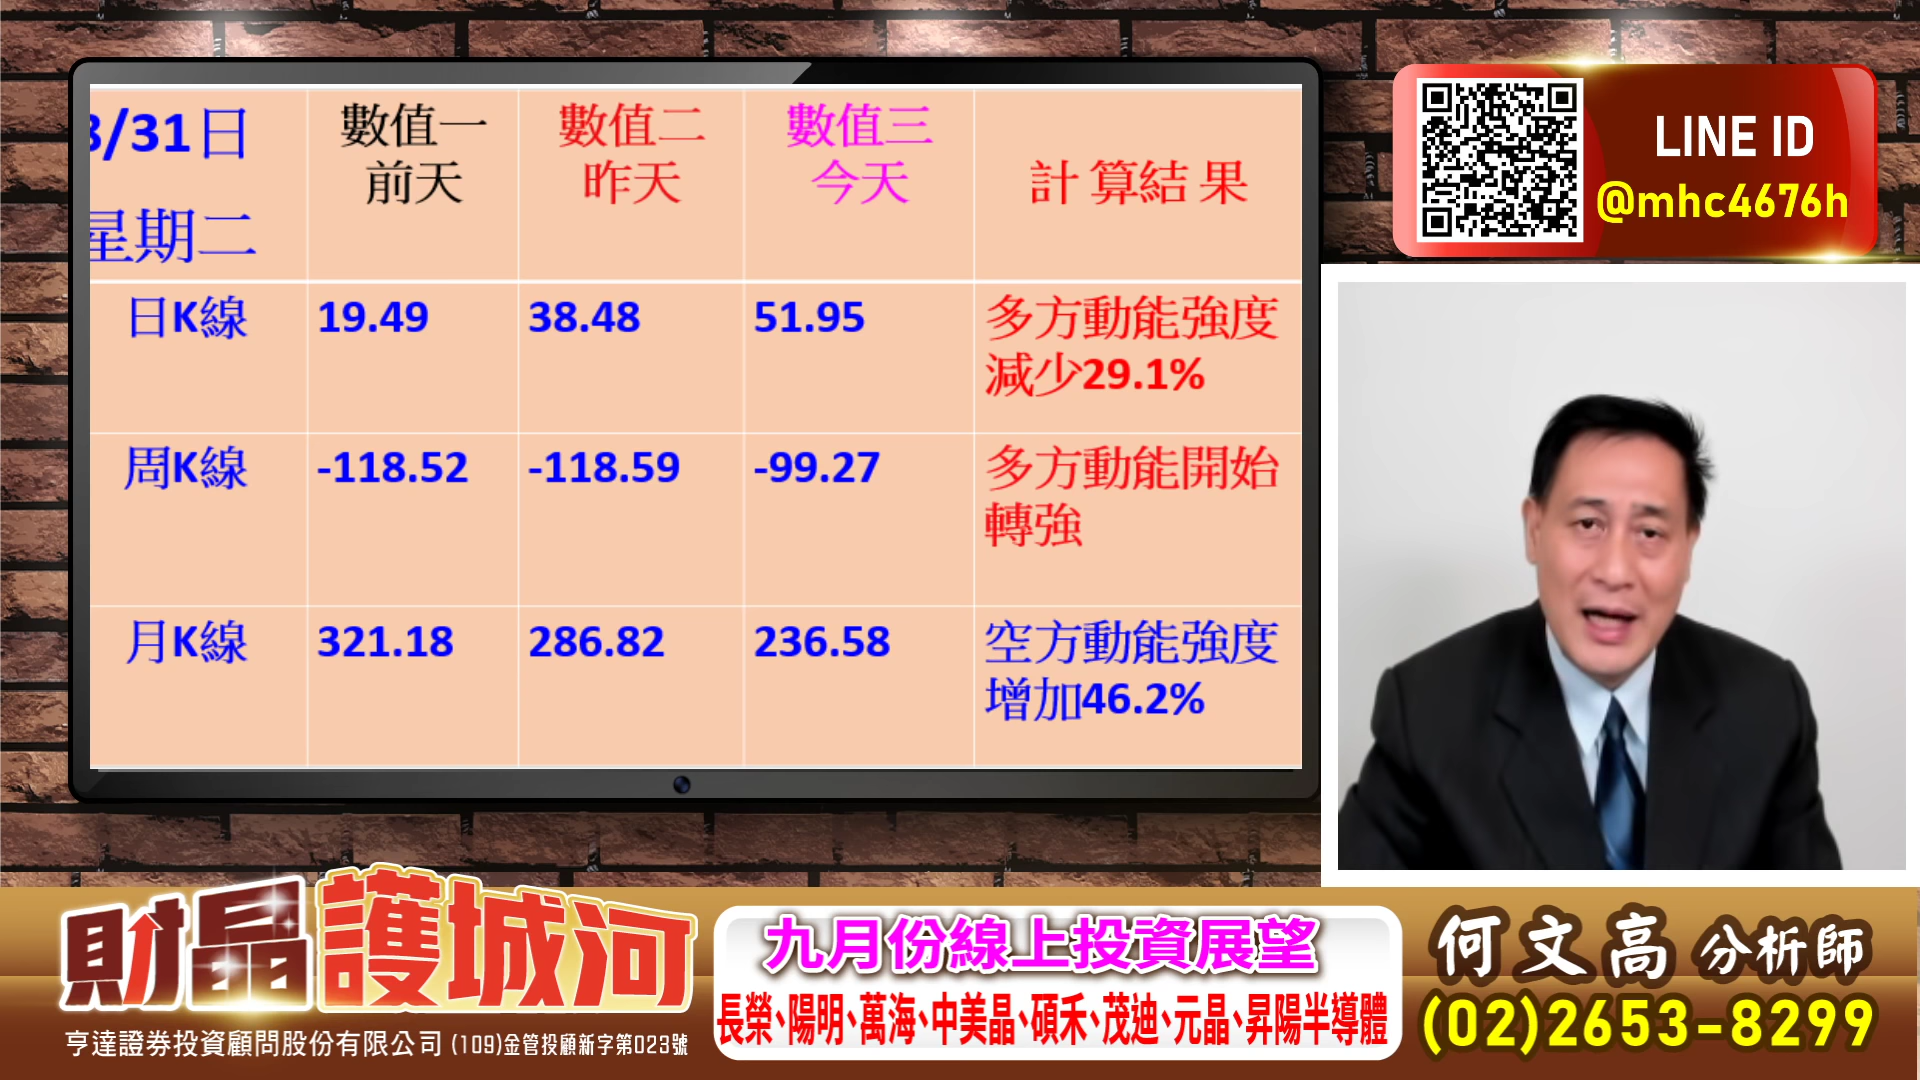 8/31日
星期二
數值一
前天
數值二
昨天
數值三
今天
計算結果
日K線 19.49 38.48 51.95 多方動能強度
減少29.1%
周K線 -118.52 -118.59 -99.27 多方動能開始
轉強
月K線 321.18 286.82 236.58 空方動能強度
增加46.2%
LINE ID
@mhc4676h
財晶護城河
亨達證券投資顧問股份有限公司 (109)金管投顧新字第023號
九月份線上投資展望
長榮、陽明、萬海、中美晶、碩禾、茂迪、元晶、昇陽半導體
何文高 分析師
(02)2653-8299